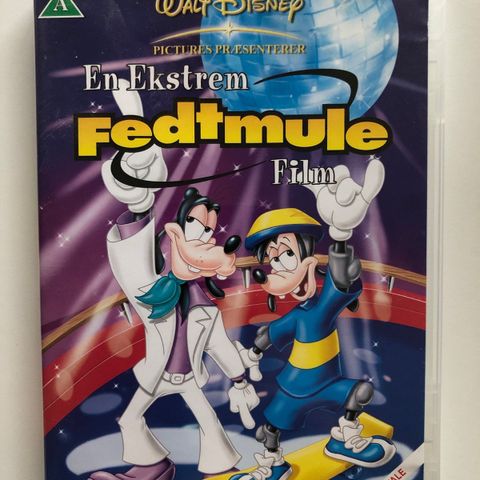 A
WALT DISNEY
PICTURES PRÆSENTERER
En Ekstrem
Fedtmule
Film